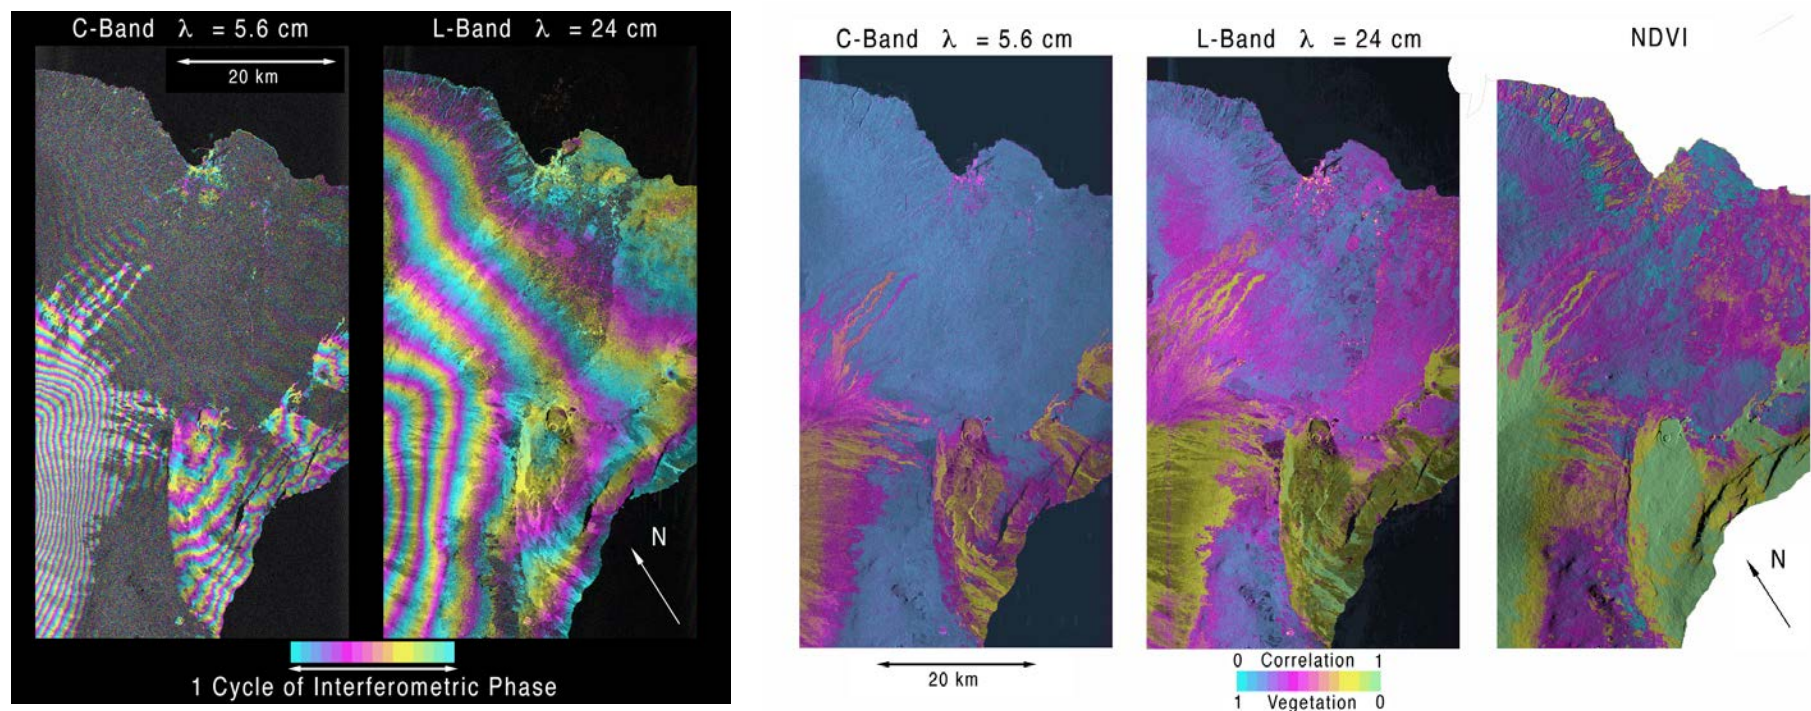 C-Band λ = 5.6 cm
L-Band λ = 24 cm
20 km
N
1 Cycle of Interferometric Phase
C-Band λ = 5.6 cm
L-Band λ = 24 cm
NDVI
N
20 km
0 Correlation 1
1 Vegetation 0